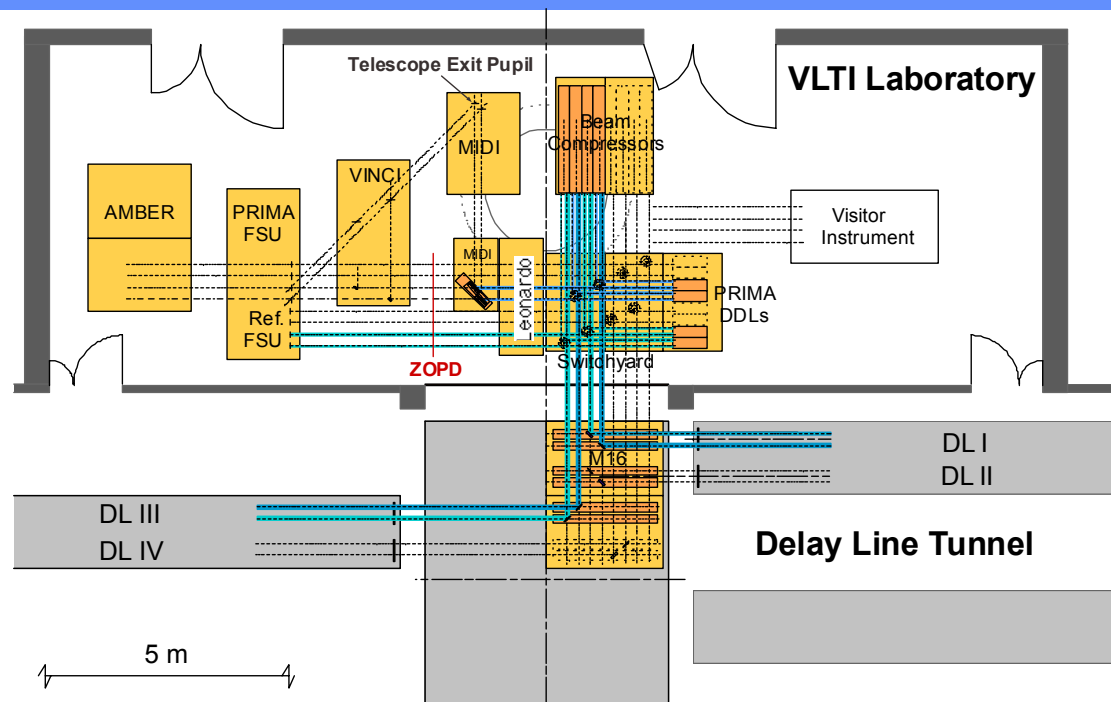 VLTI Laboratory
Telescope Exit Pupil
MIDI
Beam
Compressors
VINCI
AMBER
PRIMA
FSU
Visitor
Instrument
MIDI
Leonardo
PRIMA
DDLs
Ref.
FSU
ZOPD
Switchyard
M16
DL I
DL II
DL III
DL IV
Delay Line Tunnel
5 m